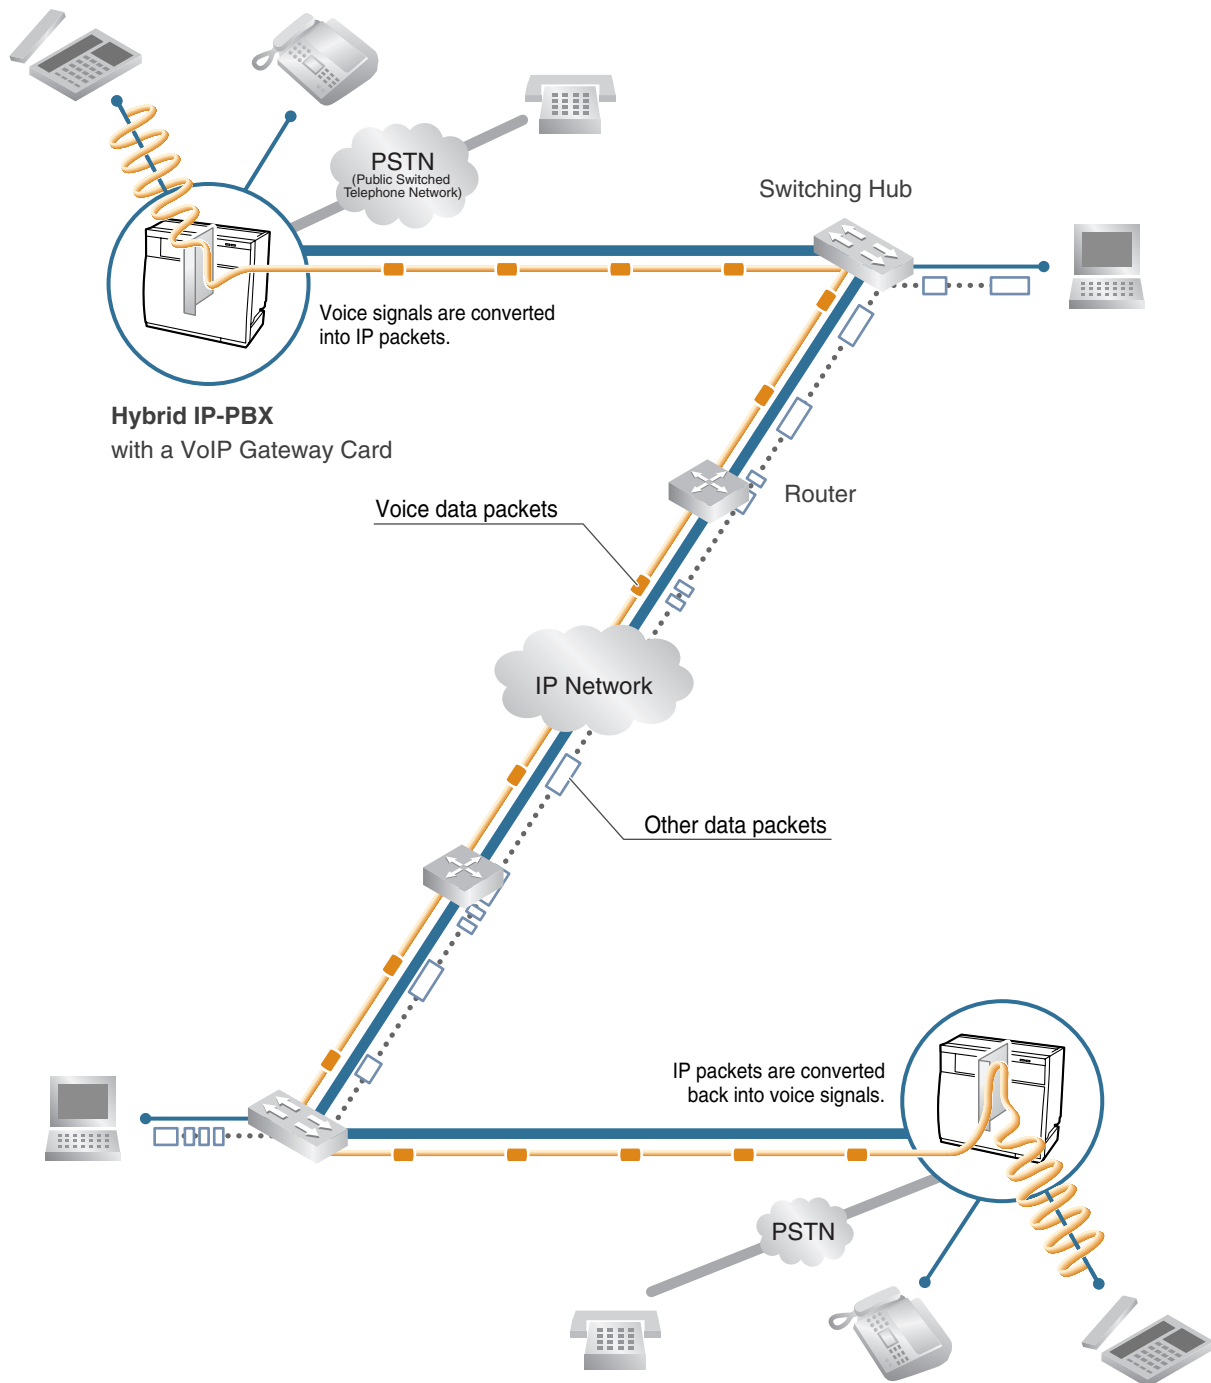 PSTN
(Public Switched
Telephone Network)
Switching Hub
Voice signals are converted
into IP packets.
Hybrid IP-PBX
with a VoIP Gateway Card
Router
Voice data packets
IP Network
Other data packets
IP packets are converted
back into voice signals.
PSTN